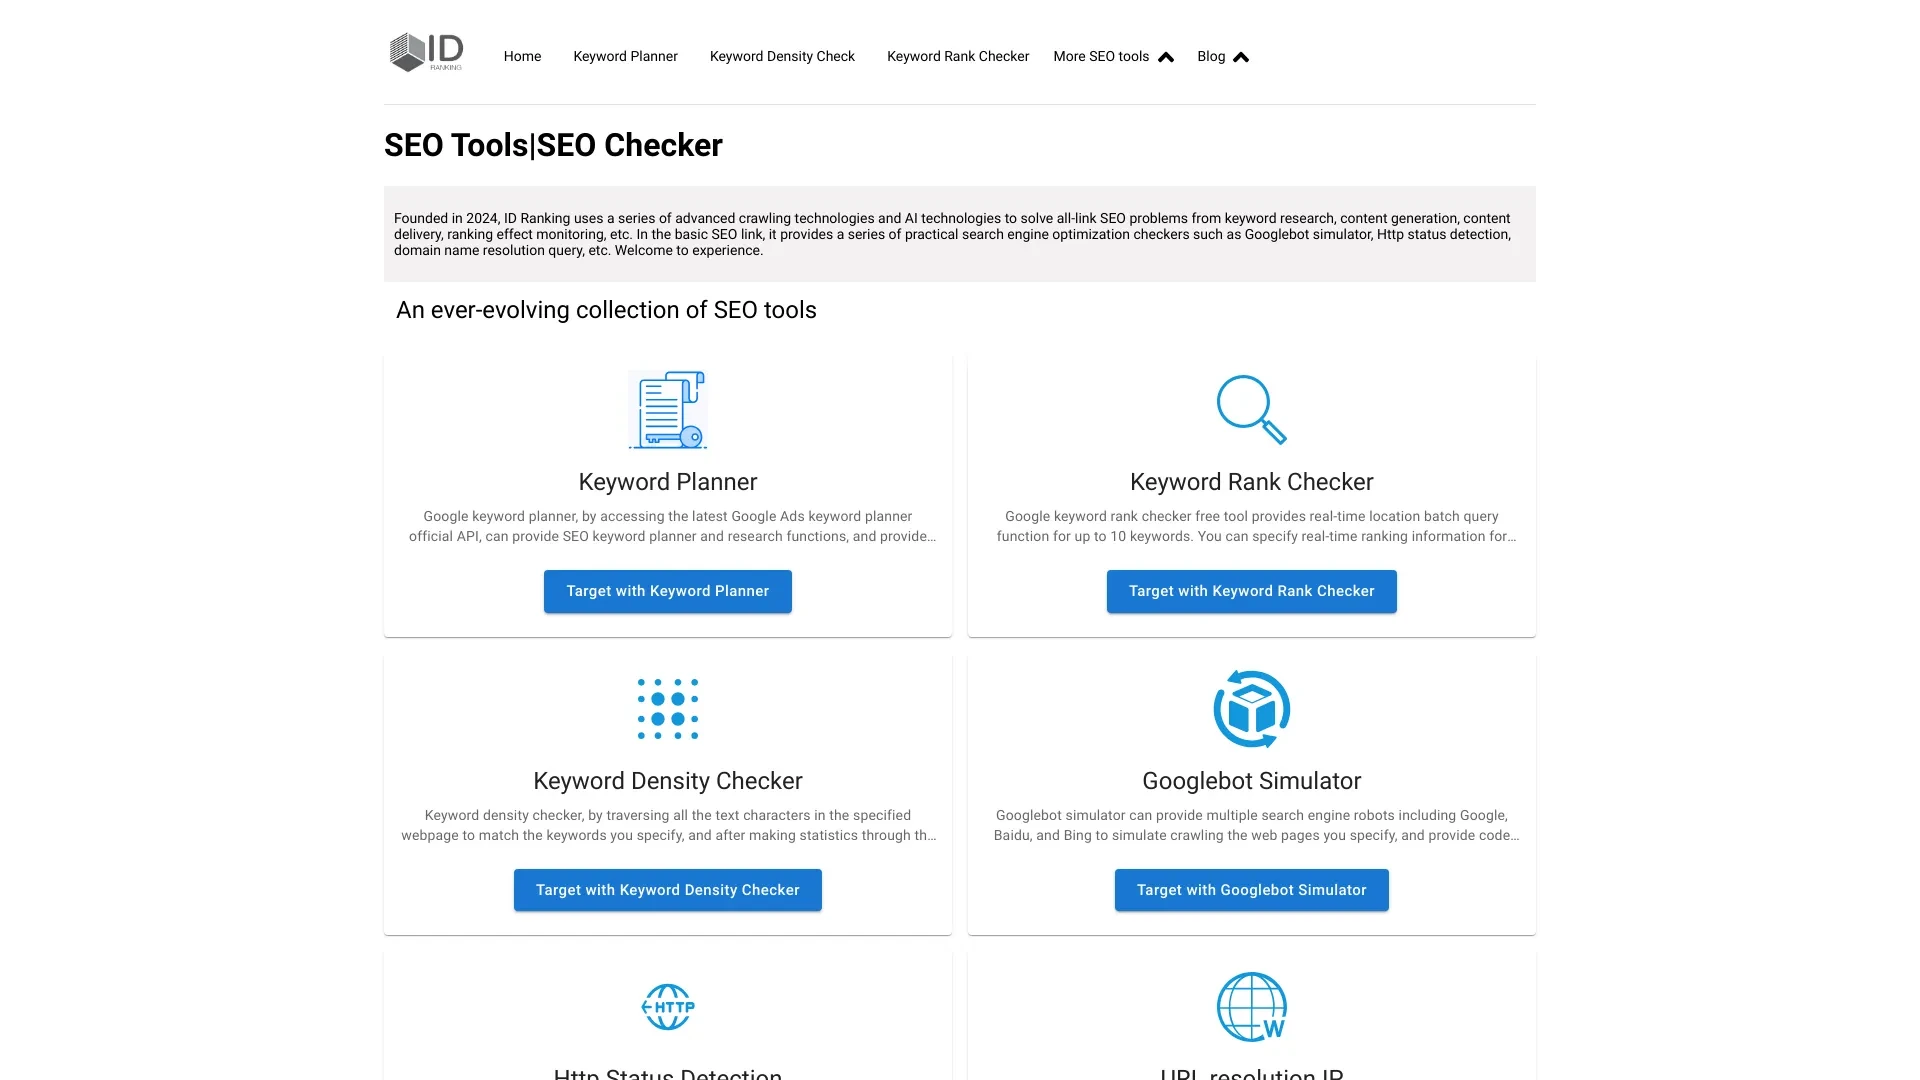 ID
RANKING
Home
Keyword Planner
Keyword Density Check
Keyword Rank Checker
More SEO tools
Blog
SEO Tools|SEO Checker
Founded in 2024, ID Ranking uses a series of advanced crawling technologies and AI technologies to solve all-link SEO problems from keyword research, content generation, content
delivery, ranking effect monitoring, etc. In the basic SEO link, it provides a series of practical search engine optimization checkers such as Googlebot simulator, Http status detection,
domain name resolution query, etc. Welcome to experience.
An ever-evolving collection of SEO tools
Keyword Planner
Google keyword planner, by accessing the latest Google Ads keyword planner
official API, can provide SEO keyword planner and research functions, and provide…
Target with Keyword Planner
Keyword Rank Checker
Google keyword rank checker free tool provides real-time location batch query
function for up to 10 keywords. You can specify real-time ranking information for…
Target with Keyword Rank Checker
Keyword Density Checker
Keyword density checker, by traversing all the text characters in the specified
webpage to match the keywords you specify, and after making statistics through th…
Target with Keyword Density Checker
Googlebot Simulator
Googlebot simulator can provide multiple search engine robots including Google,
Baidu, and Bing to simulate crawling the web pages you specify, and provide code…
Target with Googlebot Simulator
HTTP
Http Status Detection
W
URL resolution IP